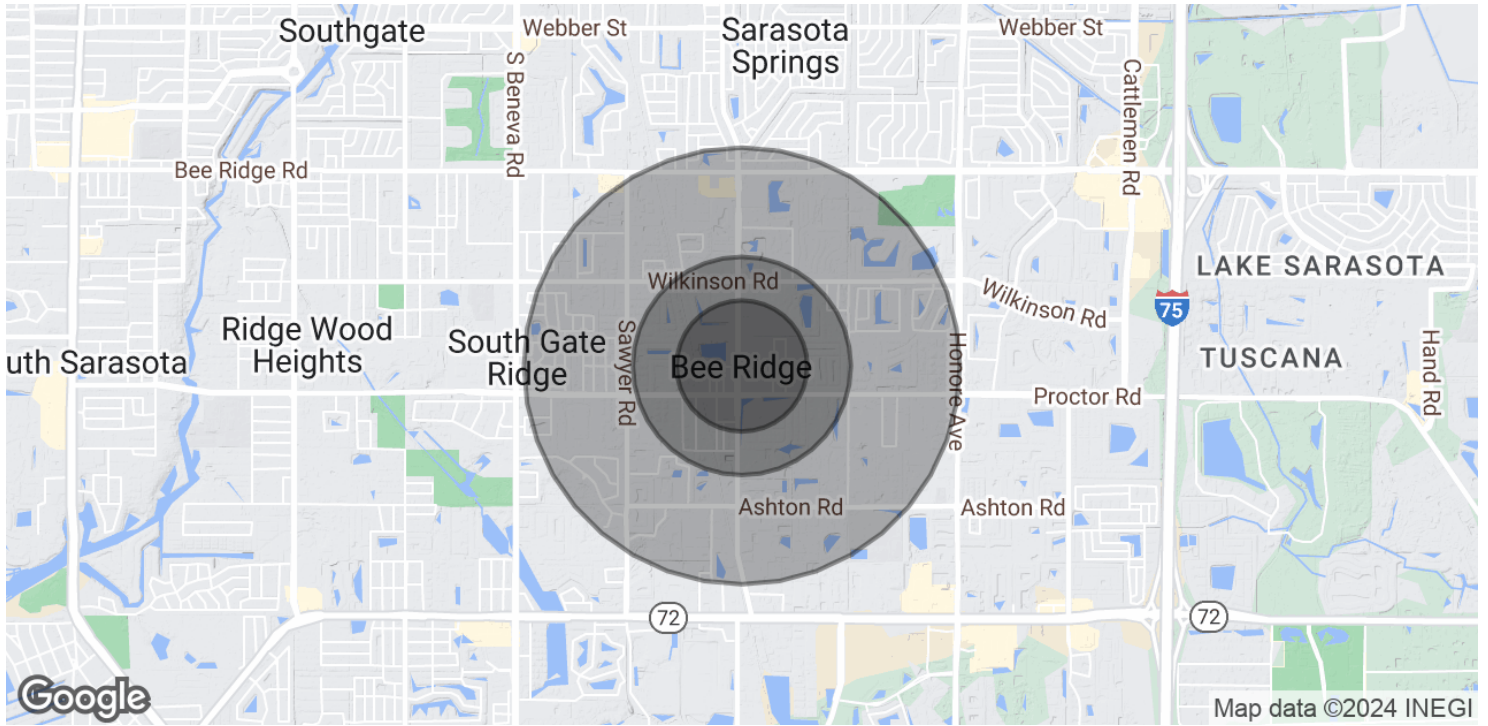 Southgate
Webber St
Sarasota
Springs
Webber St
S Beneva Rd
Cattlemen Rd
Bee Ridge Rd
Wilkinson Rd
LAKE SARASOTA
Wilkinson Rd
75
Ridge Wood
Heights
South Gate
Ridge
Sawyer Rd
Bee Ridge
Honore Ave
TUSCANA
Hand Rd
uth Sarasota
Proctor Rd
Ashton Rd
Ashton Rd
72
72
Google
Map data ©2024 INEGI